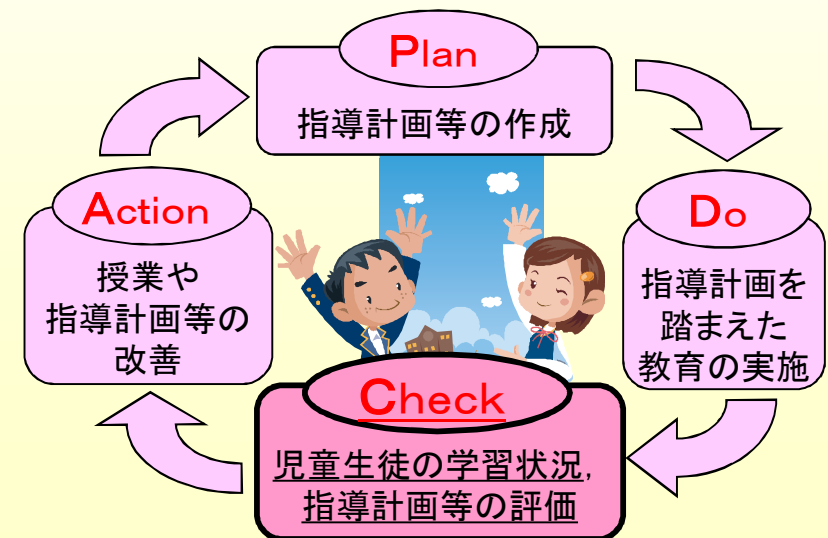 Plan
指導計画等の作成
Do
指導計画を
踏まえた
教育の実施
Check
児童生徒の学習状況,
指導計画等の評価
Action
授業や
指導計画等の
改善